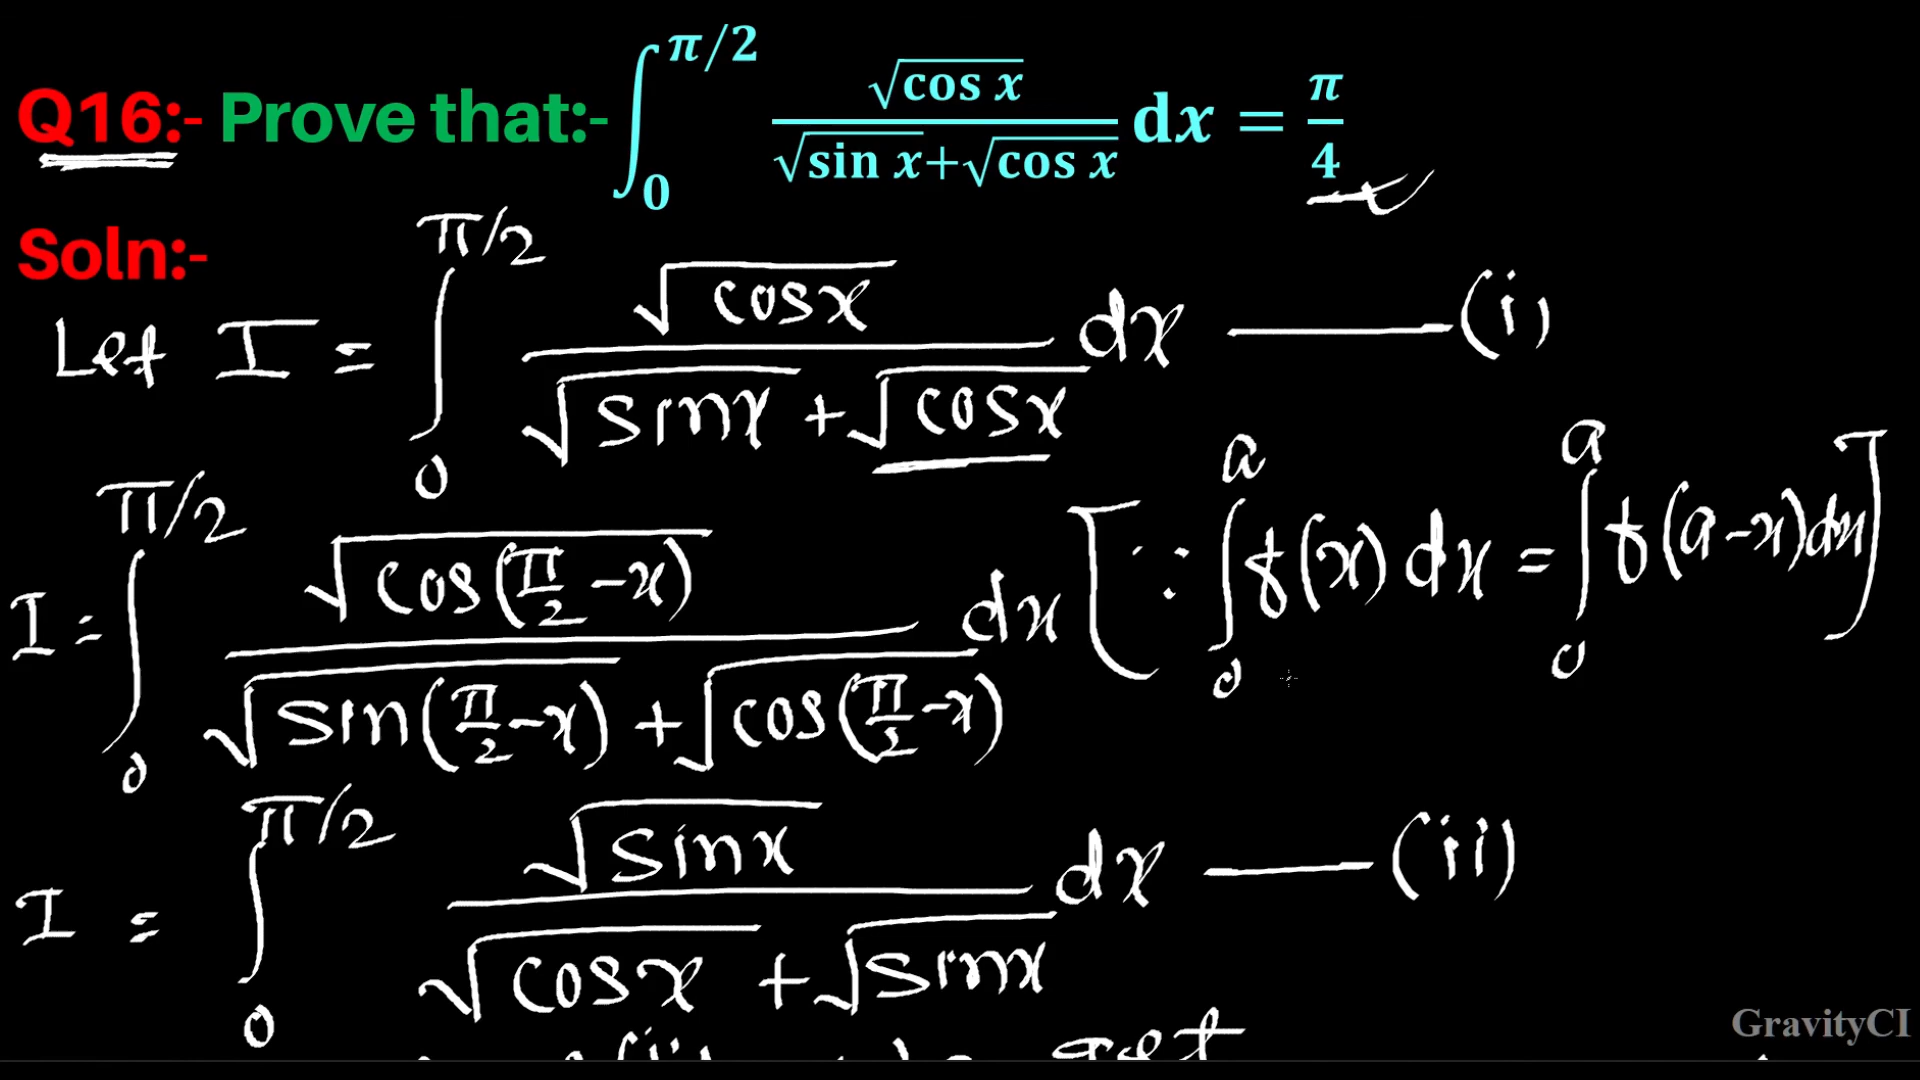 Q16:- Prove that:- ∫₀^{π/2} √(cos x) / (√(sin x)+√(cos x)) dx = π/4
Soln:-
Let I = ∫₀^{π/2} √(cosx) / (√(sinx) + √(cosx)) dx —— (i)
I = ∫₀^{π/2} √(cos(π/2 - x)) / (√(sin(π/2 - x)) + √(cos(π/2 - x))) dx [∵ ∫₀^a f(x) dx = ∫₀^a f(a-x)dx]
I = ∫₀^{π/2} √(sinx) / (√(cosx) + √(sinx)) dx —— (ii)
get
GravityCI